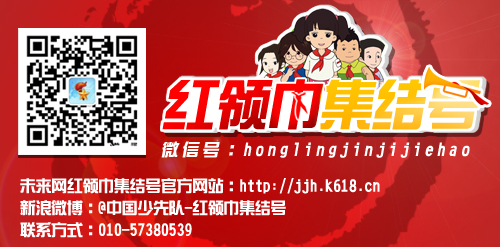 红领巾集结号
微信号：honglingjinjijiehao
未来网红领巾集结号官方网站：http://jjh.k618.cn
新浪微博：@中国少先队-红领巾集结号
联系方式：010-57380539